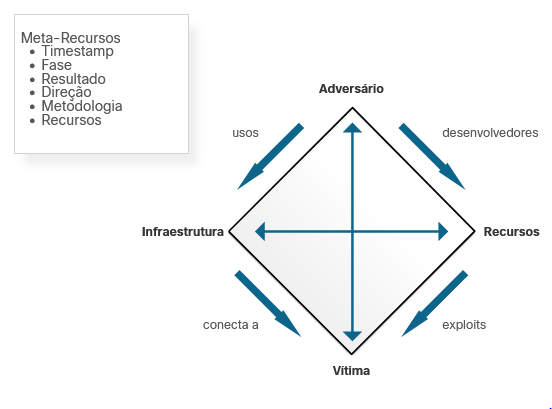 Meta-Recursos
• Timestamp
• Fase
• Resultado
• Direção
• Metodologia
• Recursos
Adversário
usos
desenvolvedores
Infraestrutura
Recursos
conecta a
exploits
Vítima